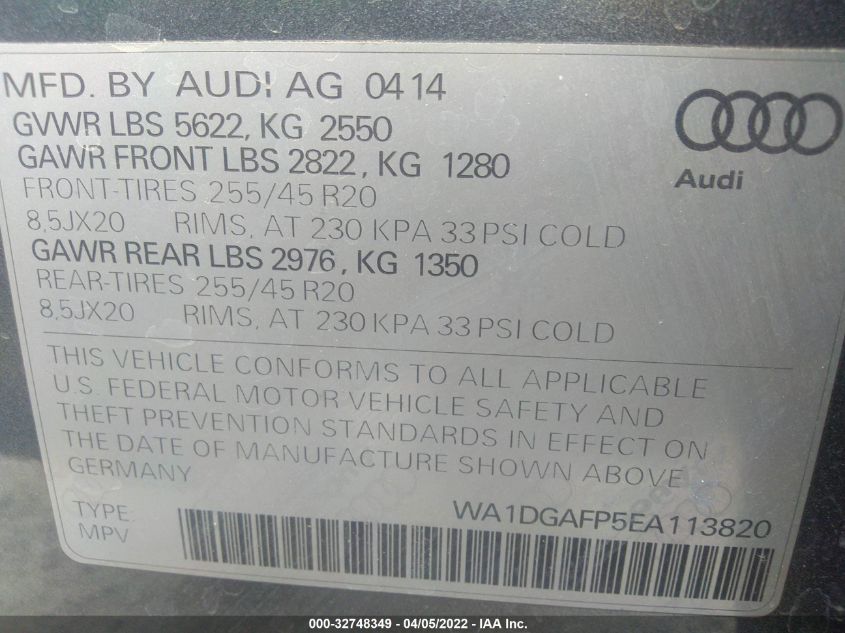 MFD. BY AUDI AG 0414
GVWR LBS 5622, KG 2550
GAWR FRONT LBS 2822, KG 1280
FRONT-TIRES 255/45 R20
8,5JX20 RIMS, AT 230 KPA 33 PSI COLD
GAWR REAR LBS 2976, KG 1350
REAR-TIRES 255/45 R20
8,5JX20 RIMS, AT 230 KPA 33 PSI COLD
Audi
THIS VEHICLE CONFORMS TO ALL APPLICABLE
U.S. FEDERAL MOTOR VEHICLE SAFETY AND
THEFT PREVENTION STANDARDS IN EFFECT ON
THE DATE OF MANUFACTURE SHOWN ABOVE
GERMANY
TYPE:
MPV
WA1DGAFP5EA113820
000-32748349 - 04/05/2022 - IAA Inc.